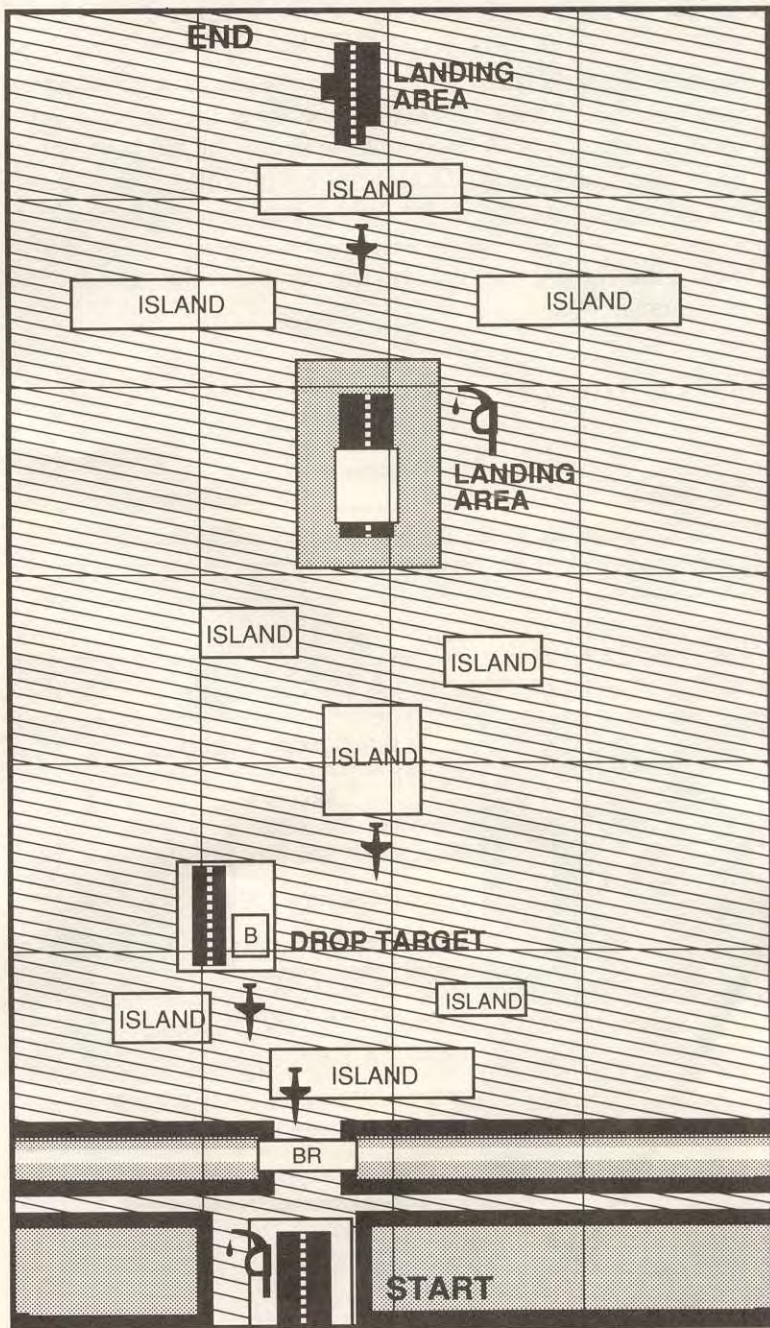 END
LANDING
AREA
ISLAND
ISLAND
ISLAND
LANDING
AREA
ISLAND
ISLAND
ISLAND
B
DROP TARGET
ISLAND
ISLAND
ISLAND
BR
START